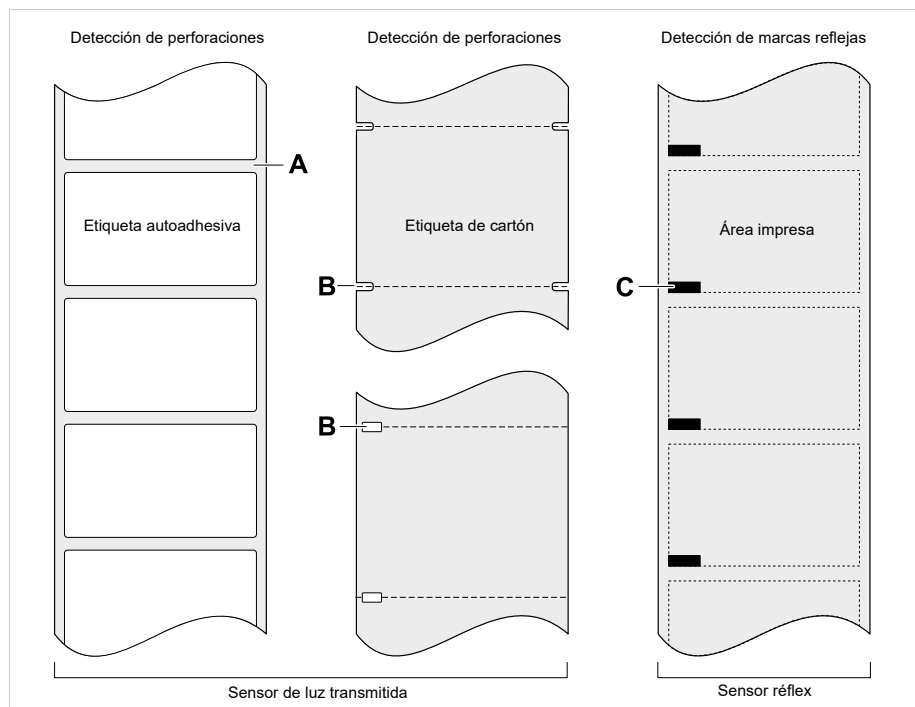 Detección de perforaciones
Detección de perforaciones
Detección de marcas reflejas
A
Etiqueta autoadhesiva
Etiqueta de cartón
Área impresa
B
C
B
Sensor de luz transmitida
Sensor réflex